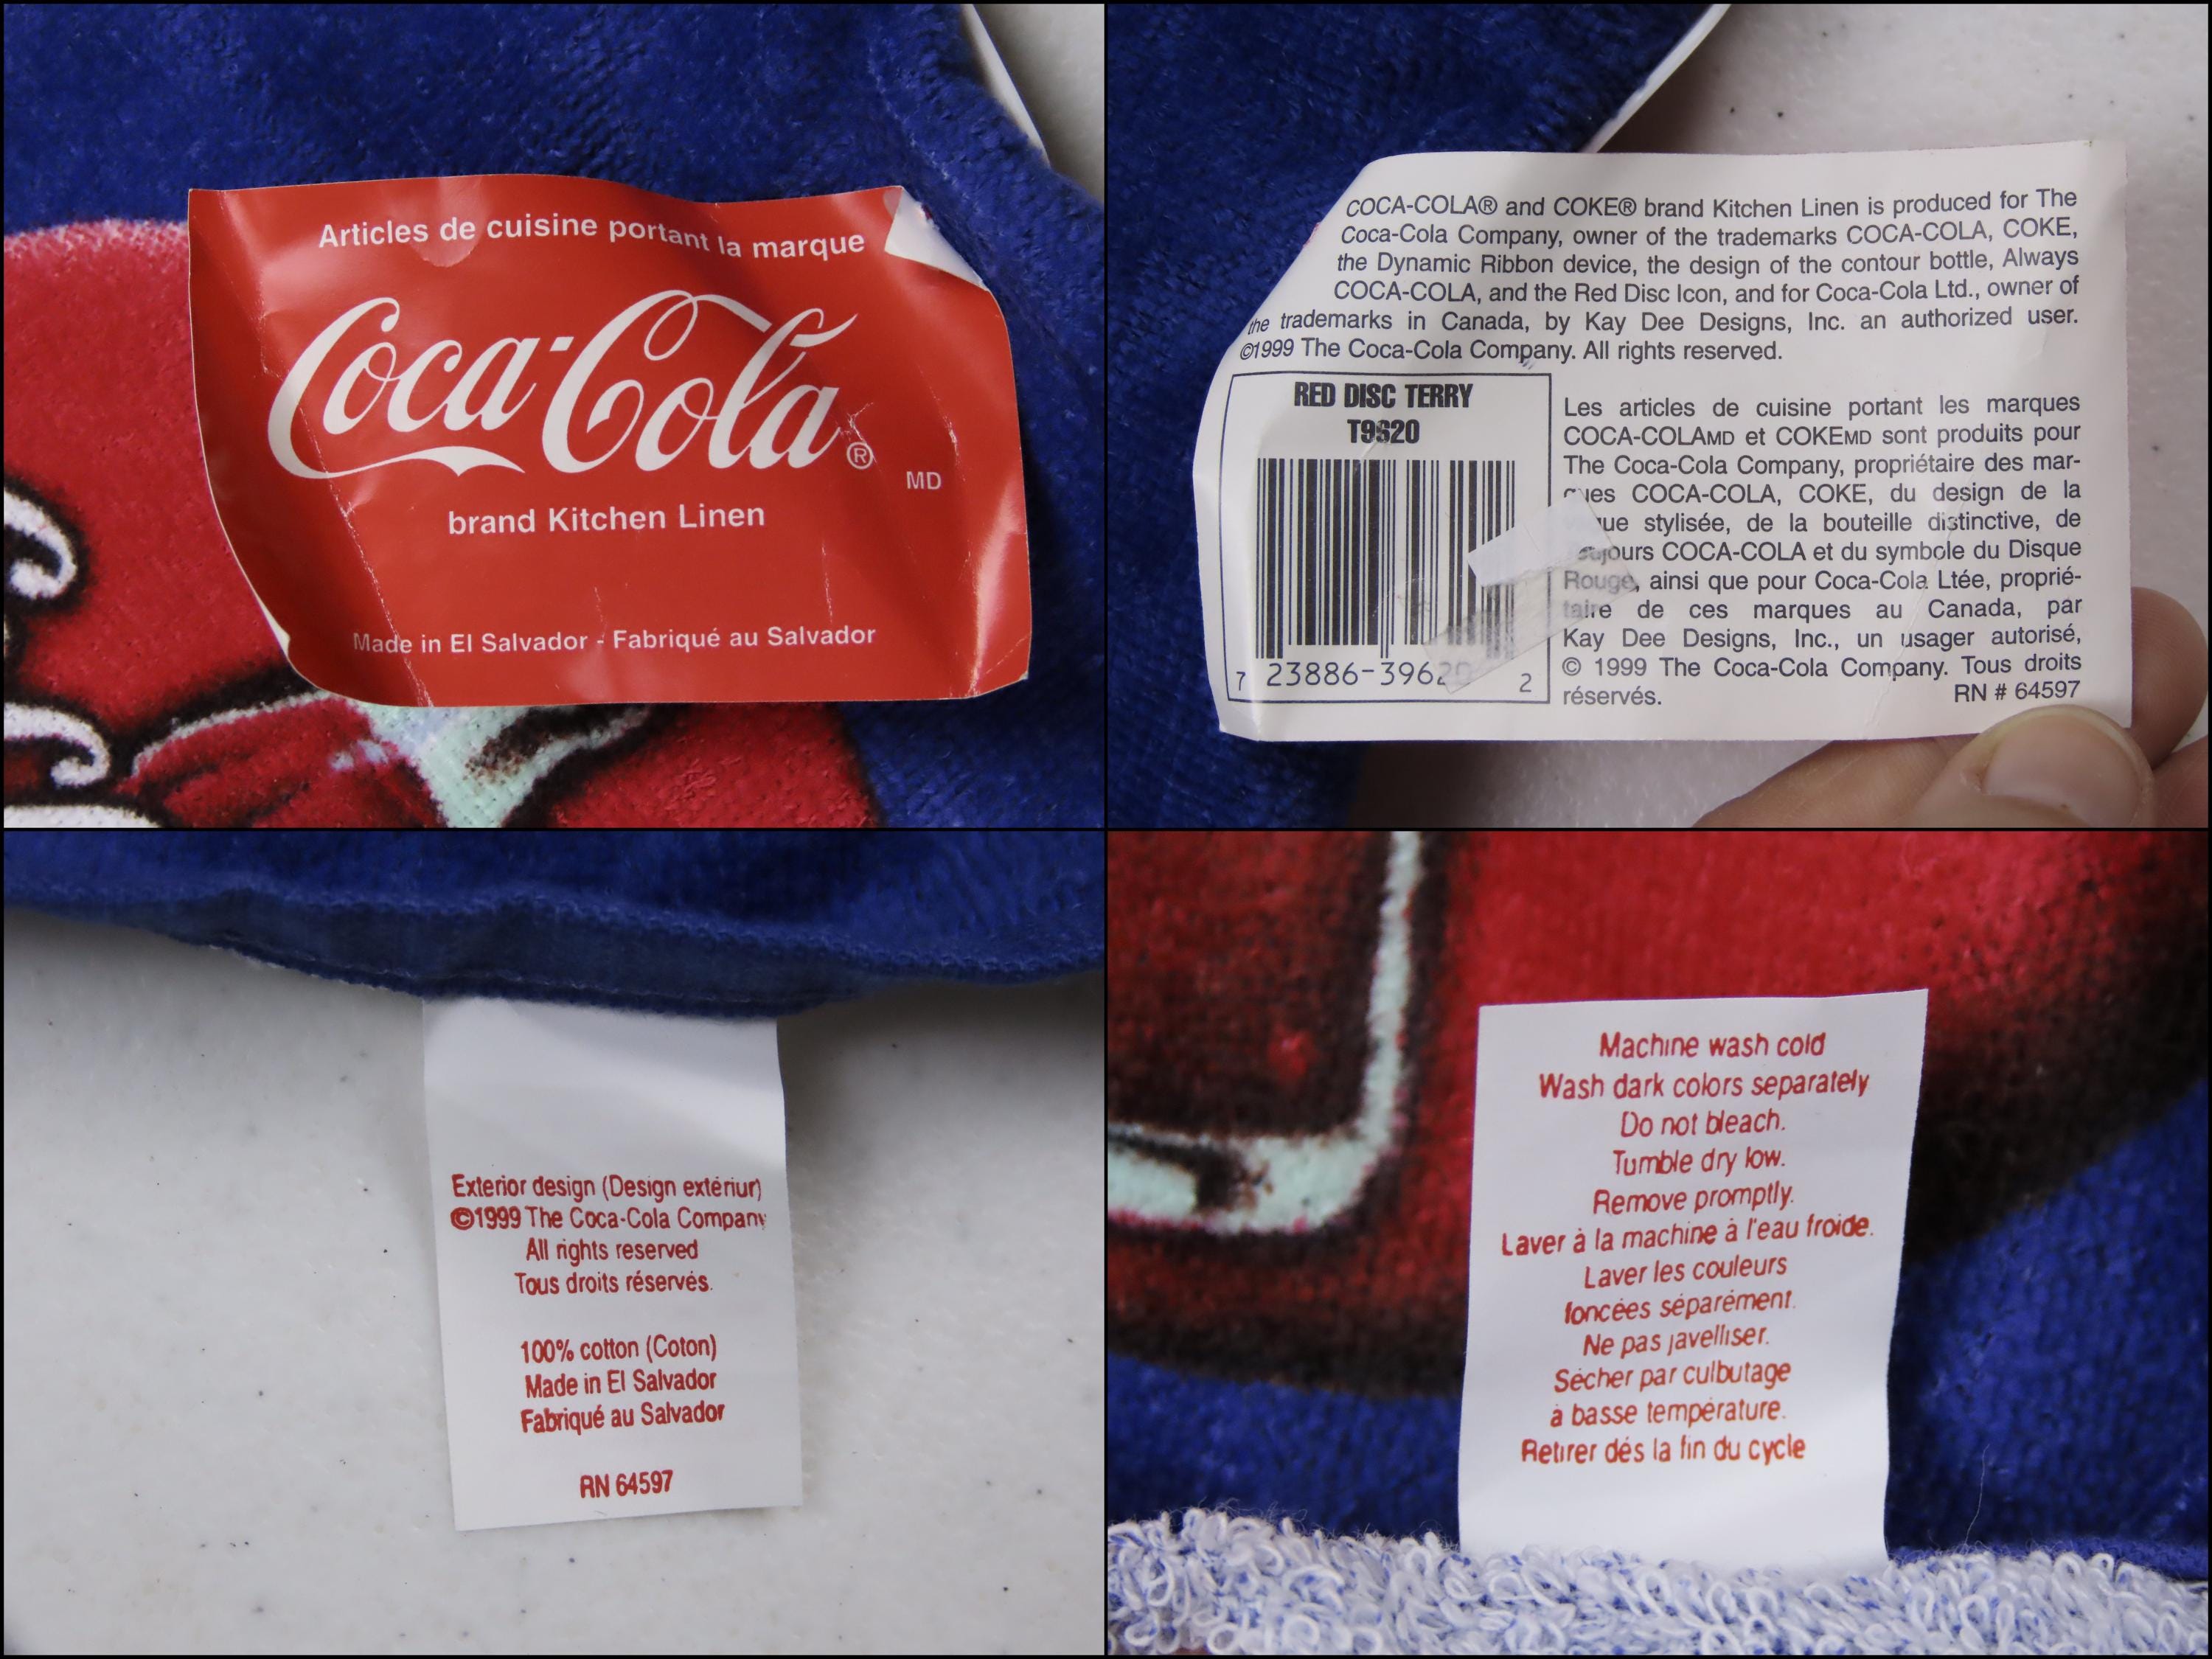 Articles de cuisine portant la marque
Coca-Cola®
MD
brand Kitchen Linen
Made in El Salvador - Fabriqué au Salvador
COCA-COLA® and COKE® brand Kitchen Linen is produced for The
Coca-Cola Company, owner of the trademarks COCA-COLA, COKE,
the Dynamic Ribbon device, the design of the contour bottle, Always
COCA-COLA, and the Red Disc Icon, and for Coca-Cola Ltd., owner of
the trademarks in Canada, by Kay Dee Designs, Inc. an authorized user.
©1999 The Coca-Cola Company. All rights reserved.
RED DISC TERRY
T9620
7 23886-39620 2
Les articles de cuisine portant les marques
COCA-COLAMD et COKEMD sont produits pour
The Coca-Cola Company, propriétaire des mar-
ques COCA-COLA, COKE, du design de la
stylisée, de la bouteille distinctive, de
COCA-COLA et du symbole du Disque
Rouge, ainsi que pour Coca-Cola Ltée, proprié-
taire de ces marques au Canada, par
Kay Dee Designs, Inc., un usager autorisé,
© 1999 The Coca-Cola Company. Tous droits
réservés. RN # 64597
Exterior design (Design extériur)
©1999 The Coca-Cola Company
All rights reserved
Tous droits réservés.
100% cotton (Coton)
Made in El Salvador
Fabriqué au Salvador
RN 64597
Machine wash cold
Wash dark colors separately
Do not bleach.
Tumble dry low.
Remove promptly.
Laver à la machine à l'eau froide.
Laver les couleurs
foncées séparément.
Ne pas javelliser.
Sécher par culbutage
à basse température.
Retirer dés la fin du cycle